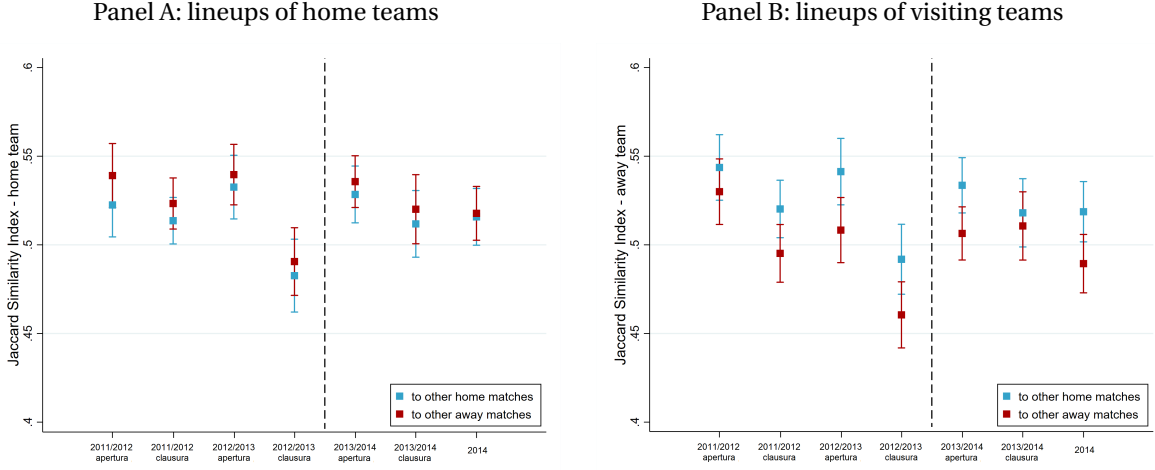 Panel A: lineups of home teams
Jaccard Similarity Index - home team
.6
.55
.5
.45
.4
to other home matches
to other away matches
2011/2012 apertura
2011/2012 clausura
2012/2013 apertura
2012/2013 clausura
2013/2014 apertura
2013/2014 clausura
2014
Panel B: lineups of visiting teams
Jaccard Similarity Index - away team
.6
.55
.5
.45
.4
to other home matches
to other away matches
2011/2012 apertura
2011/2012 clausura
2012/2013 apertura
2012/2013 clausura
2013/2014 apertura
2013/2014 clausura
2014